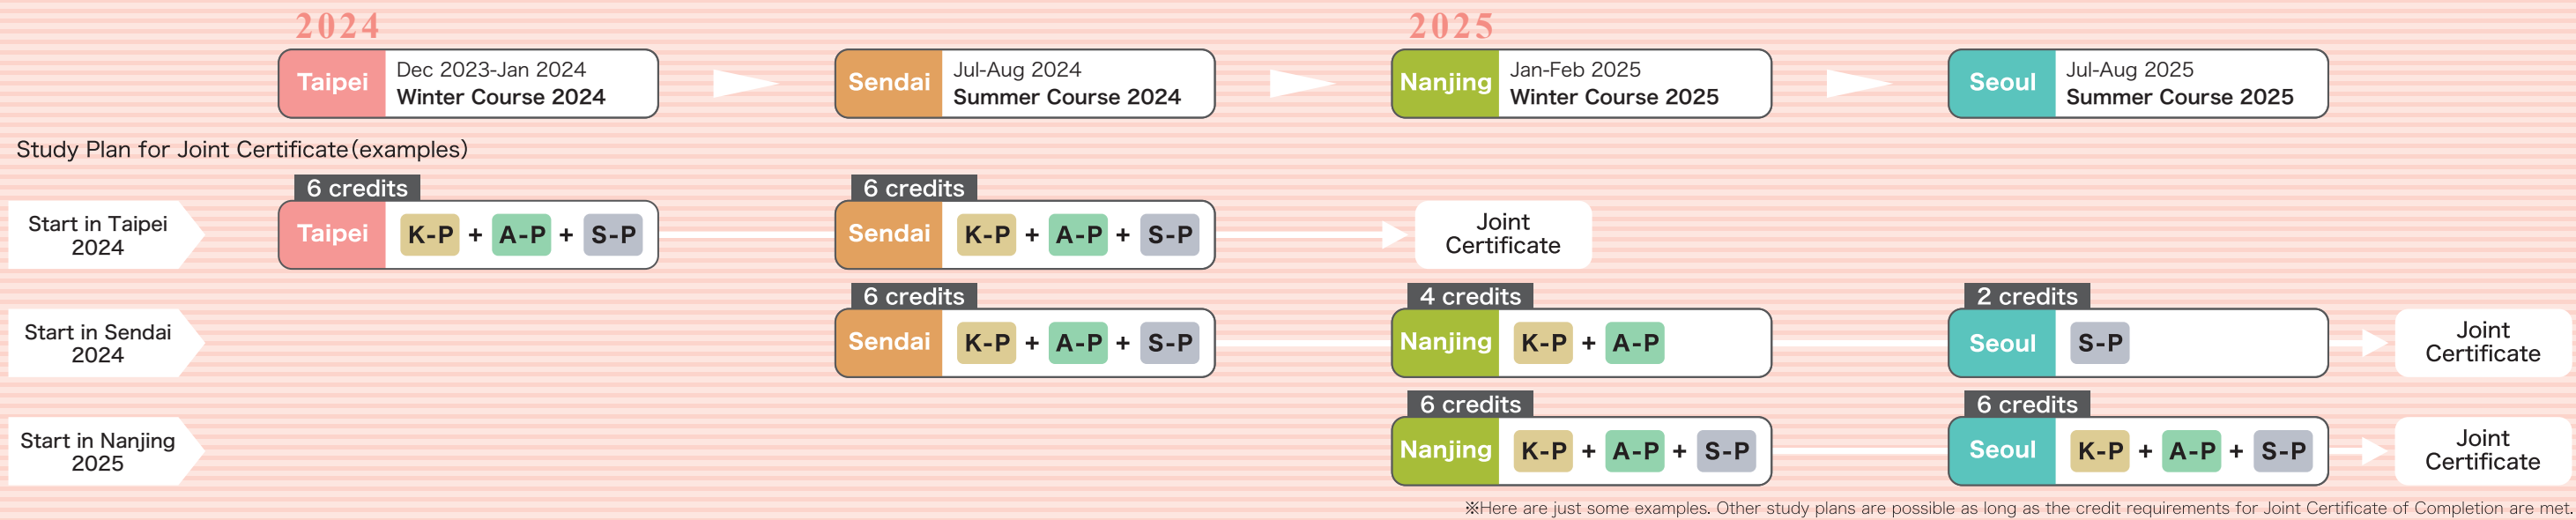 2024
2025
Taipei
Dec 2023-Jan 2024
Winter Course 2024
Sendai
Jul-Aug 2024
Summer Course 2024
Nanjing
Jan-Feb 2025
Winter Course 2025
Seoul
Jul-Aug 2025
Summer Course 2025
Study Plan for Joint Certificate(examples)
Start in Taipei
2024
6 credits
Taipei
K-P + A-P + S-P
6 credits
Sendai
K-P + A-P + S-P
Joint
Certificate
Start in Sendai
2024
6 credits
Sendai
K-P + A-P + S-P
4 credits
Nanjing
K-P + A-P
2 credits
Seoul
S-P
Joint
Certificate
Start in Nanjing
2025
6 credits
Nanjing
K-P + A-P + S-P
6 credits
Seoul
K-P + A-P + S-P
Joint
Certificate
※Here are just some examples. Other study plans are possible as long as the credit requirements for Joint Certificate of Completion are met.